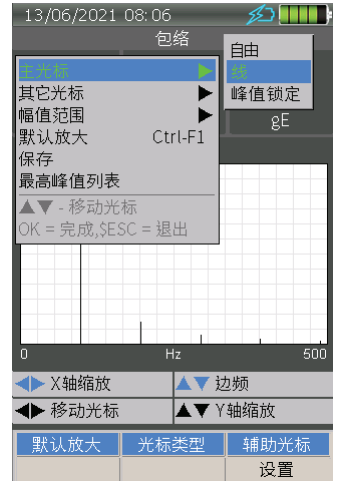 13/06/2021 08:06
包络
主光标
其它光标
幅值范围
默认放大 Ctrl-F1
保存
最高峰值列表
▲▼ - 移动光标
OK = 完成,$ESC = 退出
自由
线
峰值锁定
gE
0 Hz 500
◀▶ X轴缩放 ▲▼ 边频
◀▶ 移动光标 ▲▼ Y轴缩放
默认放大 光标类型 辅助光标
设置